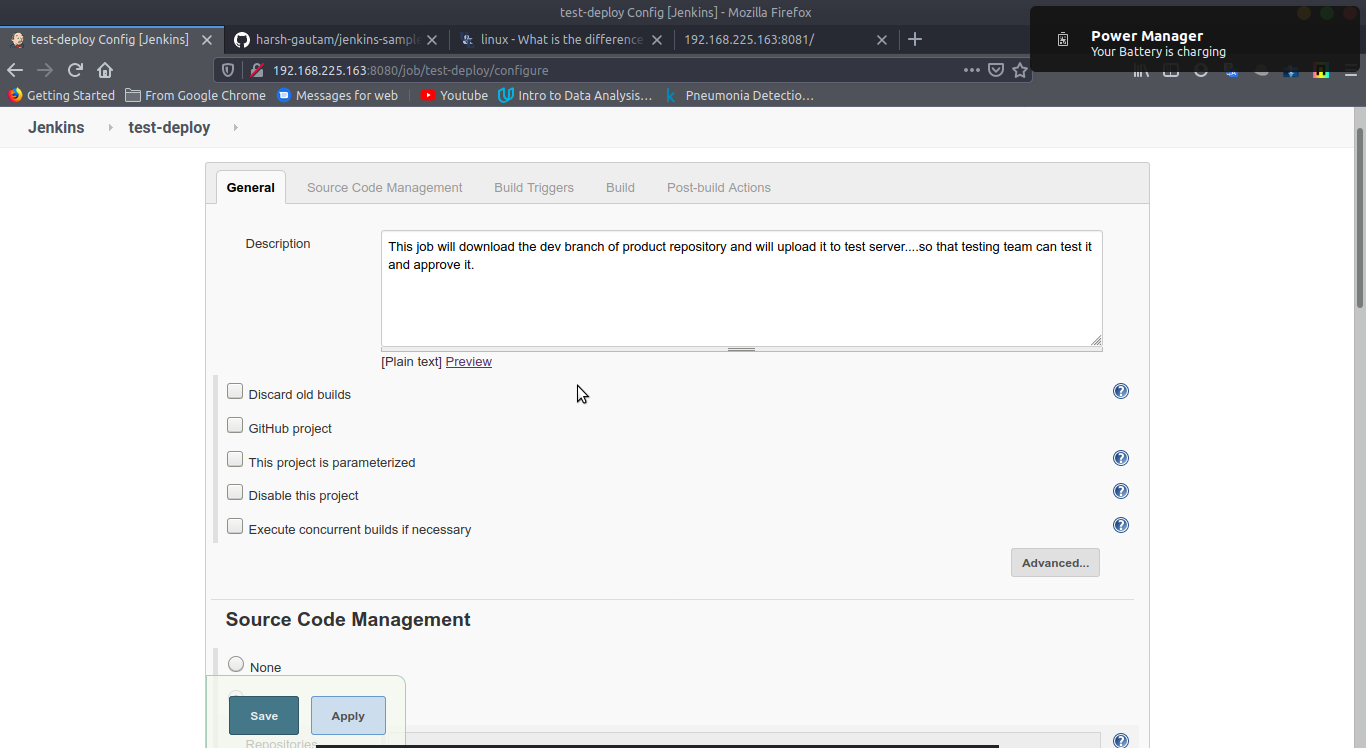 test-deploy Config [Jenkins] - Mozilla Firefox
test-deploy Config [Jenkins]
harsh-gautam/jenkins-sampl
linux - What is the difference
192.168.225.163:8081/
Power Manager
Your Battery is charging
192.168.225.163:8080/job/test-deploy/configure
Getting Started
From Google Chrome
Messages for web
Youtube
Intro to Data Analysis…
Pneumonia Detectio…
Jenkins
test-deploy
General
Source Code Management
Build Triggers
Build
Post-build Actions
Description
This job will download the dev branch of product repository and will upload it to test server....so that testing team can test it
and approve it.
[Plain text] Preview
Discard old builds
GitHub project
This project is parameterized
Disable this project
Execute concurrent builds if necessary
Advanced...
Source Code Management
None
Save
Apply
Repositories